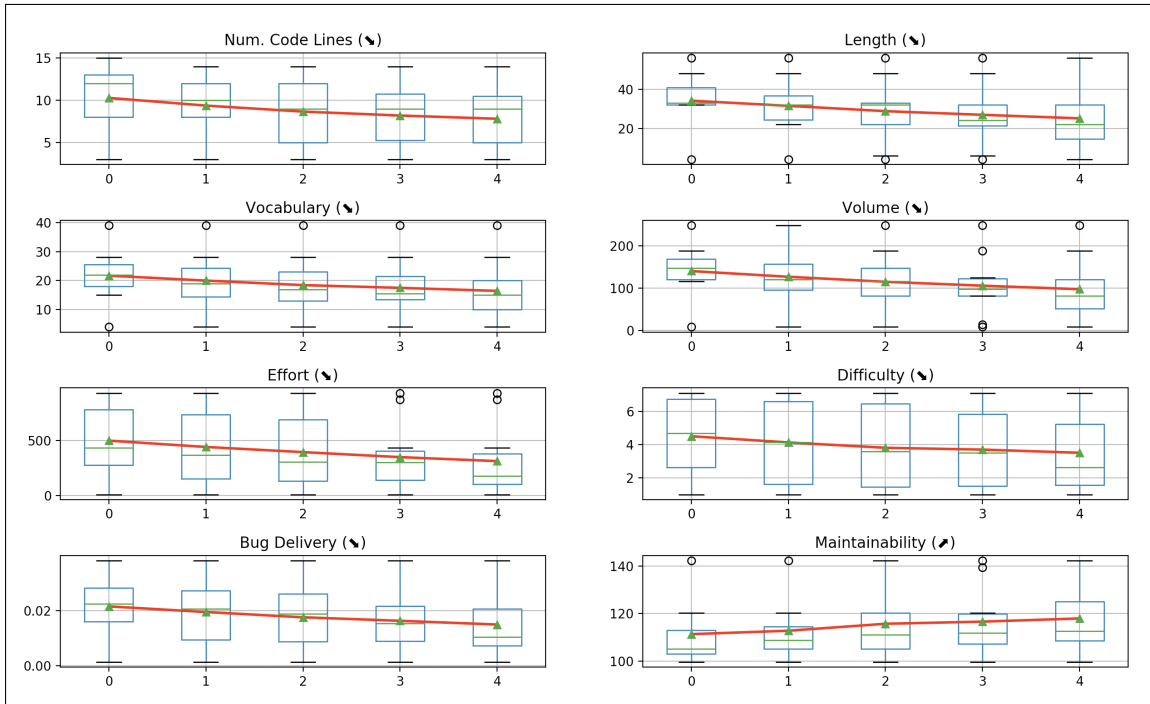 Num. Code Lines (⬊)
15
10
5
0 1 2 3 4
Length (⬊)
40
20
0 1 2 3 4
Vocabulary (⬊)
40
30
20
10
0 1 2 3 4
Volume (⬊)
200
100
0
0 1 2 3 4
Effort (⬊)
500
0
0 1 2 3 4
Difficulty (⬊)
6
4
2
0 1 2 3 4
Bug Delivery (⬊)
0.02
0.00
0 1 2 3 4
Maintainability (⬈)
140
120
100
0 1 2 3 4